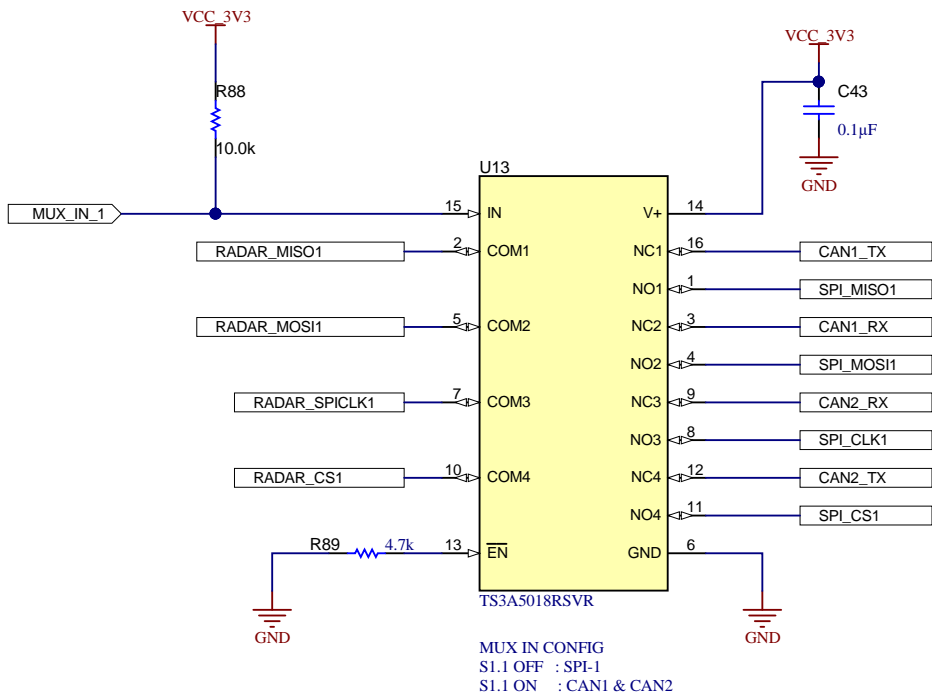 VCC_3V3
VCC_3V3
R88
C43
0.1µF
10.0k
GND
U13
MUX_IN_1
15 IN
V+ 14
RADAR_MISO1
2 COM1
NC1 16
CAN1_TX
NO1 1
SPI_MISO1
RADAR_MOSI1
5 COM2
NC2 3
CAN1_RX
NO2 4
SPI_MOSI1
RADAR_SPICLK1
7 COM3
NC3 9
CAN2_RX
NO3 8
SPI_CLK1
RADAR_CS1
10 COM4
NC4 12
CAN2_TX
NO4 11
SPI_CS1
R89
4.7k
13 EN
GND 6
GND
GND
TS3A5018RSVR
MUX IN CONFIG
S1.1 OFF : SPI-1
S1.1 ON : CAN1 & CAN2